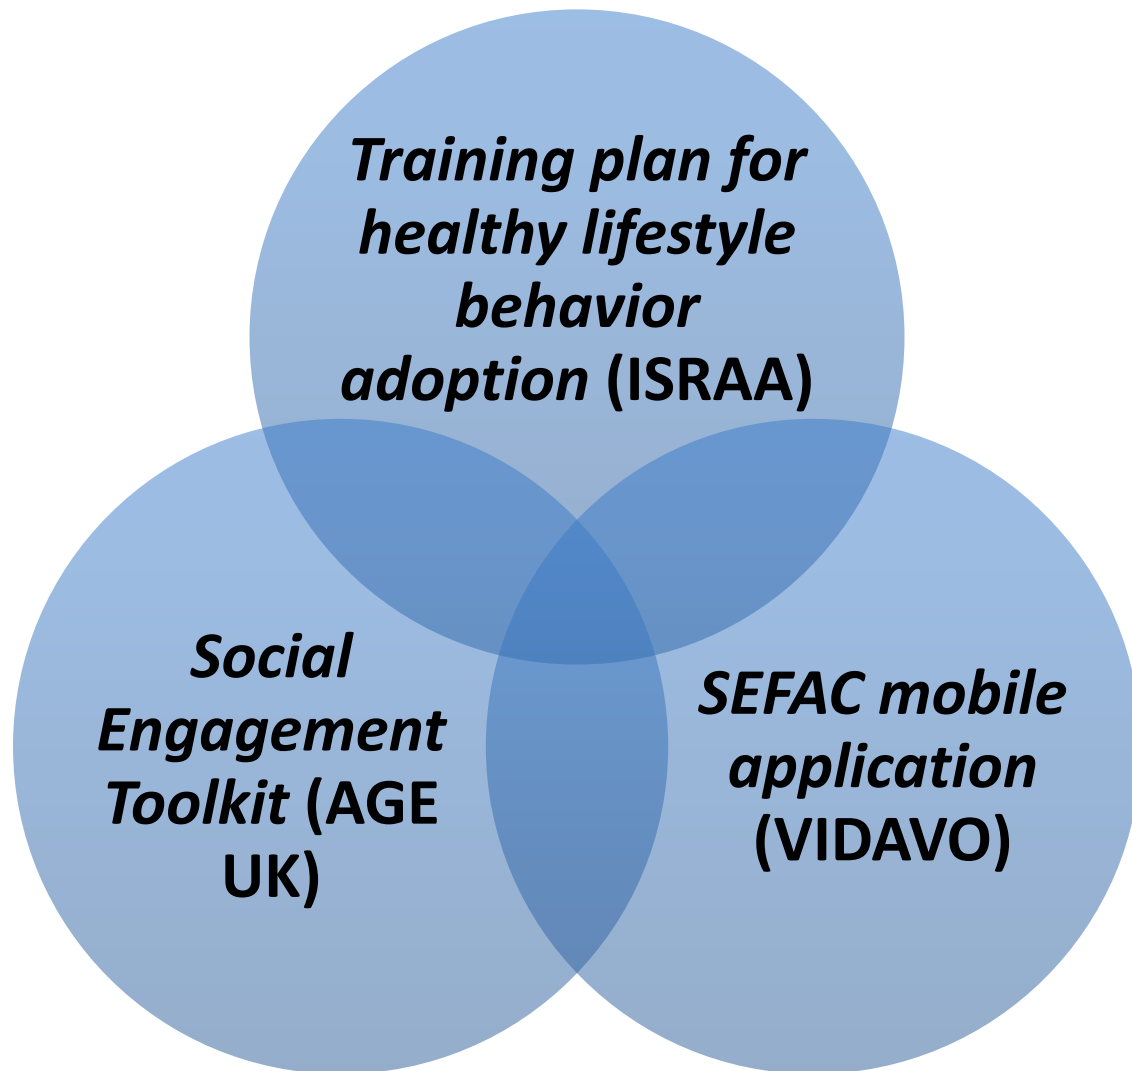 Training plan for
healthy lifestyle
behavior
adoption (ISRAA)
Social
Engagement
Toolkit (AGE
UK)
SEFAC mobile
application
(VIDAVO)